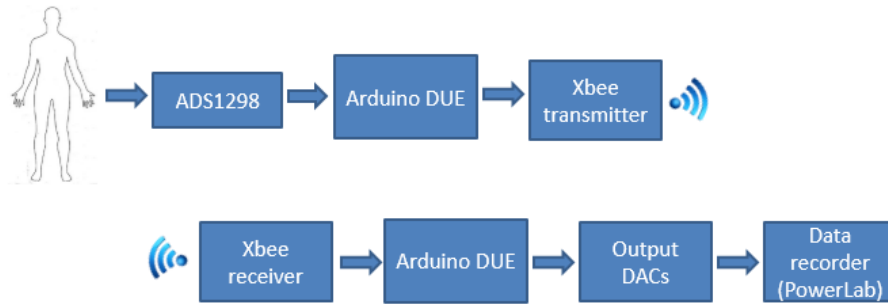 ADS1298
Arduino DUE
Xbee
transmitter
Xbee
receiver
Arduino DUE
Output
DACs
Data
recorder
(PowerLab)